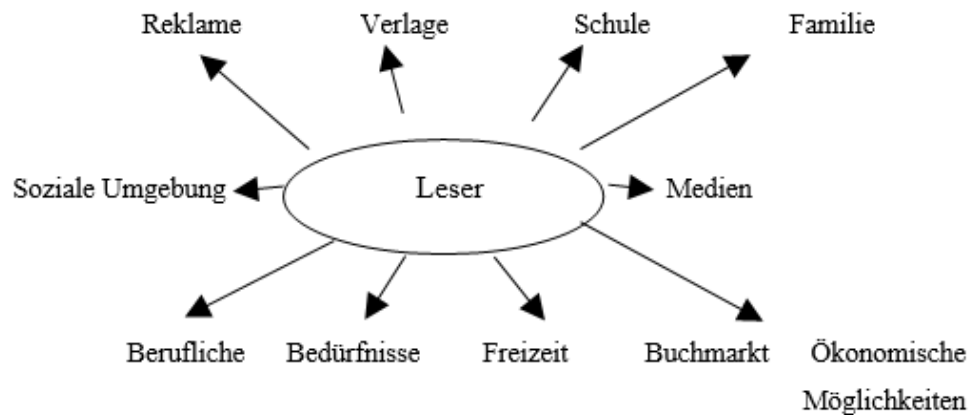 Reklame Verlage Schule Familie
Soziale Umgebung Leser Medien
Berufliche Bedürfnisse Freizeit Buchmarkt Ökonomische
Möglichkeiten